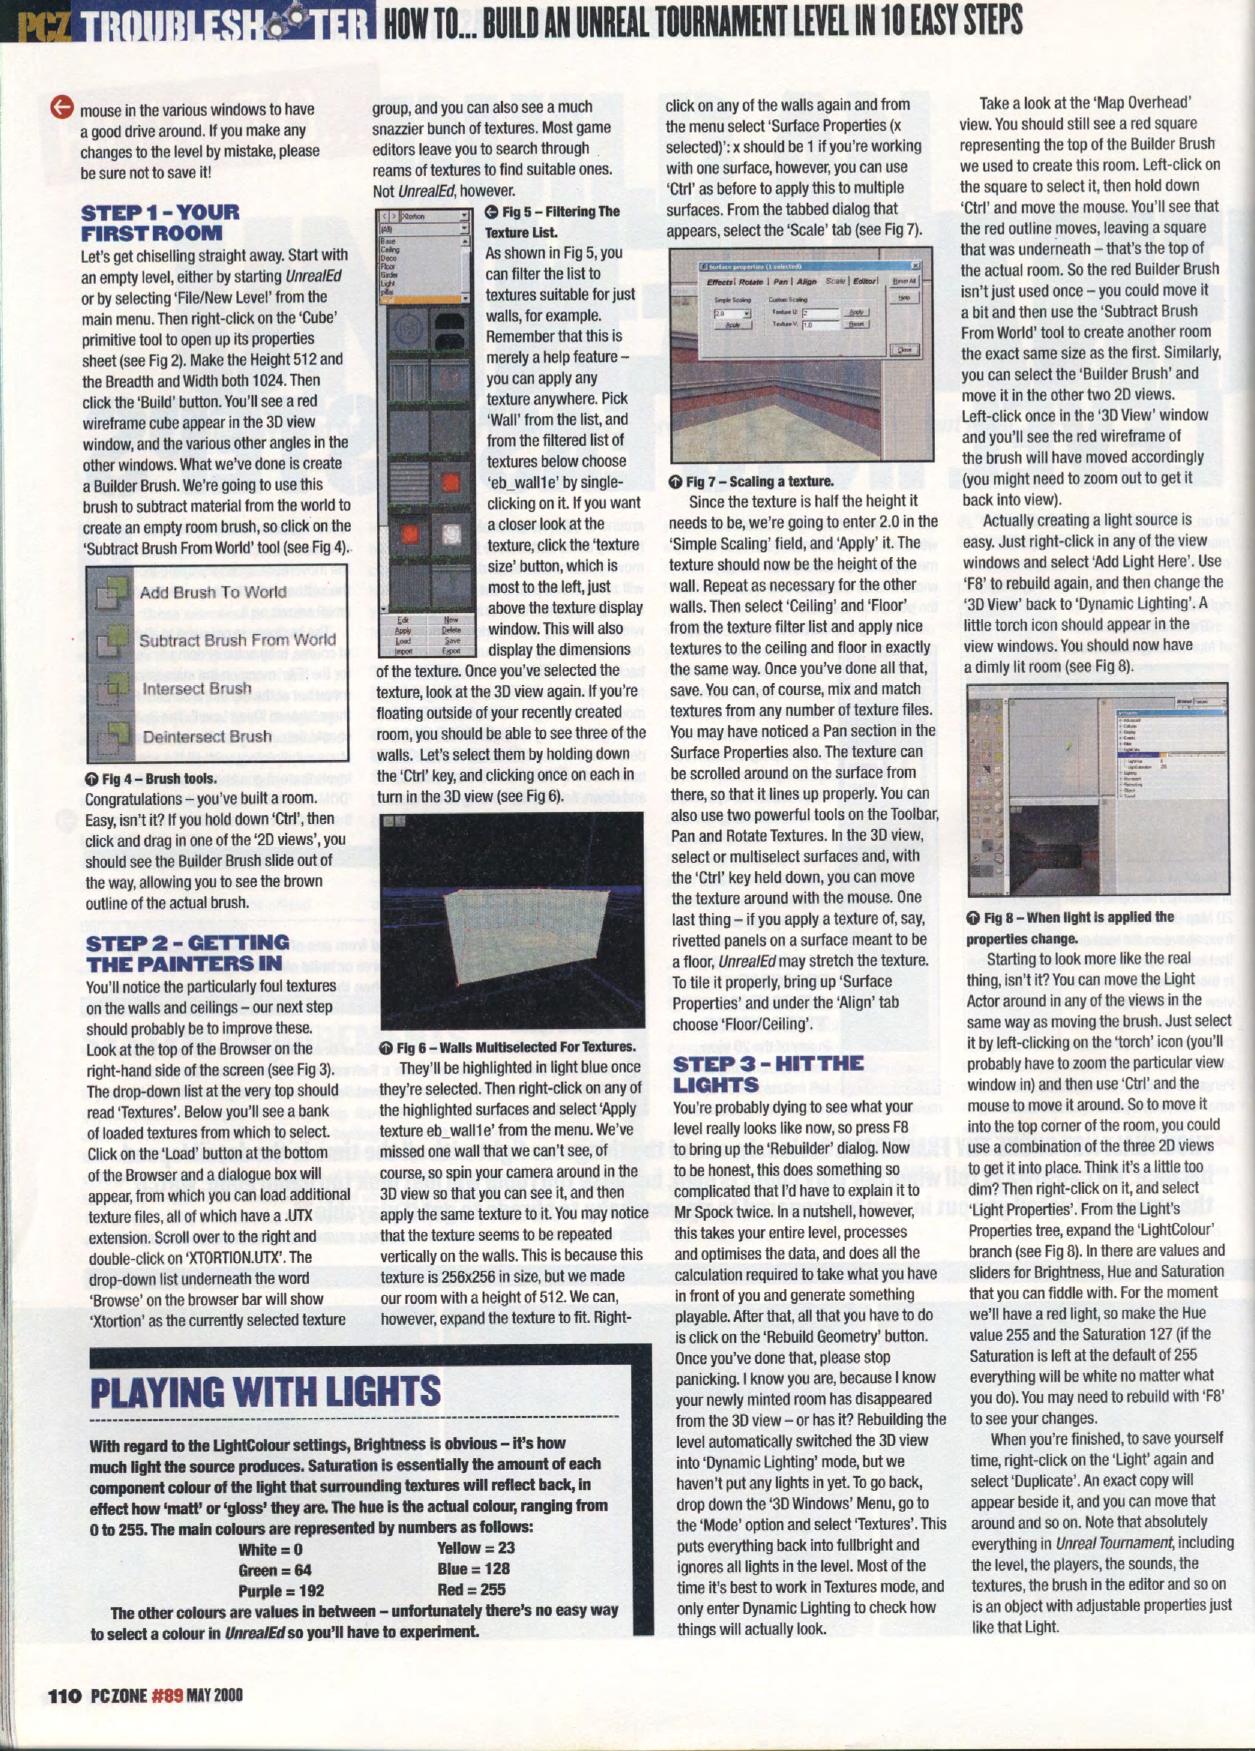 PCZ TROUBLESHOOTER HOW TO... BUILD AN UNREAL TOURNAMENT LEVEL IN 10 EASY STEPS
mouse in the various windows to have
a good drive around. If you make any
changes to the level by mistake, please
be sure not to save it!
STEP 1 – YOUR
FIRST ROOM
Let's get chiselling straight away. Start with
an empty level, either by starting UnrealEd
or by selecting 'File/New Level' from the
main menu. Then right-click on the 'Cube'
primitive tool to open up its properties
sheet (see Fig 2). Make the Height 512 and
the Breadth and Width both 1024. Then
click the 'Build' button. You'll see a red
wireframe cube appear in the 3D view
window, and the various other angles in the
other windows. What we've done is create
a Builder Brush. We're going to use this
brush to subtract material from the world to
create an empty room brush, so click on the
'Subtract Brush From World' tool (see Fig 4).
Add Brush To World
Subtract Brush From World
Intersect Brush
Deintersect Brush
Fig 4 – Brush tools.
Congratulations – you've built a room.
Easy, isn't it? If you hold down 'Ctrl', then
click and drag in one of the '2D views', you
should see the Builder Brush slide out of
the way, allowing you to see the brown
outline of the actual brush.
STEP 2 – GETTING
THE PAINTERS IN
You'll notice the particularly foul textures
on the walls and ceilings – our next step
should probably be to improve these.
Look at the top of the Browser on the
right-hand side of the screen (see Fig 3).
The drop-down list at the very top should
read 'Textures'. Below you'll see a bank
of loaded textures from which to select.
Click on the 'Load' button at the bottom
of the Browser and a dialogue box will
appear, from which you can load additional
texture files, all of which have a .UTX
extension. Scroll over to the right and
double-click on 'XTORTION.UTX'. The
drop-down list underneath the word
'Browse' on the browser bar will show
'Xtortion' as the currently selected texture
group, and you can also see a much
snazzier bunch of textures. Most game
editors leave you to search through
reams of textures to find suitable ones.
Not UnrealEd, however.
Xtortion
(All)
Base
Ceiling
Deco
Floor
Girder
Light
pillar
Edit New
Apply Delete
Load Save
Import Export
Fig 5 – Filtering The
Texture List.
As shown in Fig 5, you
can filter the list to
textures suitable for just
walls, for example.
Remember that this is
merely a help feature –
you can apply any
texture anywhere. Pick
'Wall' from the list, and
from the filtered list of
textures below choose
'eb_wall1e' by single-
clicking on it. If you want
a closer look at the
texture, click the 'texture
size' button, which is
most to the left, just
above the texture display
window. This will also
display the dimensions
of the texture. Once you've selected the
texture, look at the 3D view again. If you're
floating outside of your recently created
room, you should be able to see three of the
walls. Let's select them by holding down
the 'Ctrl' key, and clicking once on each in
turn in the 3D view (see Fig 6).
Fig 6 – Walls Multiselected For Textures.
They'll be highlighted in light blue once
they're selected. Then right-click on any of
the highlighted surfaces and select 'Apply
texture eb_wall1e' from the menu. We've
missed one wall that we can't see, of
course, so spin your camera around in the
3D view so that you can see it, and then
apply the same texture to it. You may notice
that the texture seems to be repeated
vertically on the walls. This is because this
texture is 256x256 in size, but we made
our room with a height of 512. We can,
however, expand the texture to fit. Right-
click on any of the walls again and from
the menu select 'Surface Properties (x
selected)': x should be 1 if you're working
with one surface, however, you can use
'Ctrl' as before to apply this to multiple
surfaces. From the tabbed dialog that
appears, select the 'Scale' tab (see Fig 7).
Surface properties (1 selected)
Effects Rotate Pan Align Scale Editor Reset All
Simple Scaling Custom Scaling Help
2.0 Texture U: 2 Apply
Apply Texture V: 1.0 Reset
Close
Fig 7 – Scaling a texture.
Since the texture is half the height it
needs to be, we're going to enter 2.0 in the
'Simple Scaling' field, and 'Apply' it. The
texture should now be the height of the
wall. Repeat as necessary for the other
walls. Then select 'Ceiling' and 'Floor'
from the texture filter list and apply nice
textures to the ceiling and floor in exactly
the same way. Once you've done all that,
save. You can, of course, mix and match
textures from any number of texture files.
You may have noticed a Pan section in the
Surface Properties also. The texture can
be scrolled around on the surface from
there, so that it lines up properly. You can
also use two powerful tools on the Toolbar,
Pan and Rotate Textures. In the 3D view,
select or multiselect surfaces and, with
the 'Ctrl' key held down, you can move
the texture around with the mouse. One
last thing – if you apply a texture of, say,
rivetted panels on a surface meant to be
a floor, UnrealEd may stretch the texture.
To tile it properly, bring up 'Surface
Properties' and under the 'Align' tab
choose 'Floor/Ceiling'.
STEP 3 – HIT THE
LIGHTS
You're probably dying to see what your
level really looks like now, so press F8
to bring up the 'Rebuilder' dialog. Now
to be honest, this does something so
complicated that I'd have to explain it to
Mr Spock twice. In a nutshell, however,
this takes your entire level, processes
and optimises the data, and does all the
calculation required to take what you have
in front of you and generate something
playable. After that, all that you have to do
is click on the 'Rebuild Geometry' button.
Once you've done that, please stop
panicking. I know you are, because I know
your newly minted room has disappeared
from the 3D view – or has it? Rebuilding the
level automatically switched the 3D view
into 'Dynamic Lighting' mode, but we
haven't put any lights in yet. To go back,
drop down the '3D Windows' Menu, go to
the 'Mode' option and select 'Textures'. This
puts everything back into fullbright and
ignores all lights in the level. Most of the
time it's best to work in Textures mode, and
only enter Dynamic Lighting to check how
things will actually look.
Take a look at the 'Map Overhead'
view. You should still see a red square
representing the top of the Builder Brush
we used to create this room. Left-click on
the square to select it, then hold down
'Ctrl' and move the mouse. You'll see that
the red outline moves, leaving a square
that was underneath – that's the top of
the actual room. So the red Builder Brush
isn't just used once – you could move it
a bit and then use the 'Subtract Brush
From World' tool to create another room
the exact same size as the first. Similarly,
you can select the 'Builder Brush' and
move it in the other two 2D views.
Left-click once in the '3D View' window
and you'll see the red wireframe of
the brush will have moved accordingly
(you might need to zoom out to get it
back into view).
Actually creating a light source is
easy. Just right-click in any of the view
windows and select 'Add Light Here'. Use
'F8' to rebuild again, and then change the
'3D View' back to 'Dynamic Lighting'. A
little torch icon should appear in the
view windows. You should now have
a dimly lit room (see Fig 8).
Fig 8 – When light is applied the
properties change.
Starting to look more like the real
thing, isn't it? You can move the Light
Actor around in any of the views in the
same way as moving the brush. Just select
it by left-clicking on the 'torch' icon (you'll
probably have to zoom the particular view
window in) and then use 'Ctrl' and the
mouse to move it around. So to move it
into the top corner of the room, you could
use a combination of the three 2D views
to get it into place. Think it's a little too
dim? Then right-click on it, and select
'Light Properties'. From the Light's
Properties tree, expand the 'LightColour'
branch (see Fig 8). In there are values and
sliders for Brightness, Hue and Saturation
that you can fiddle with. For the moment
we'll have a red light, so make the Hue
value 255 and the Saturation 127 (if the
Saturation is left at the default of 255
everything will be white no matter what
you do). You may need to rebuild with 'F8'
to see your changes.
When you're finished, to save yourself
time, right-click on the 'Light' again and
select 'Duplicate'. An exact copy will
appear beside it, and you can move that
around and so on. Note that absolutely
everything in Unreal Tournament, including
the level, the players, the sounds, the
textures, the brush in the editor and so on
is an object with adjustable properties just
like that Light.
PLAYING WITH LIGHTS
With regard to the LightColour settings, Brightness is obvious – it's how
much light the source produces. Saturation is essentially the amount of each
component colour of the light that surrounding textures will reflect back, in
effect how 'matt' or 'gloss' they are. The hue is the actual colour, ranging from
0 to 255. The main colours are represented by numbers as follows:
White = 0 Yellow = 23
Green = 64 Blue = 128
Purple = 192 Red = 255
The other colours are values in between – unfortunately there's no easy way
to select a colour in UnrealEd so you'll have to experiment.
110 PCZONE #89 MAY 2000